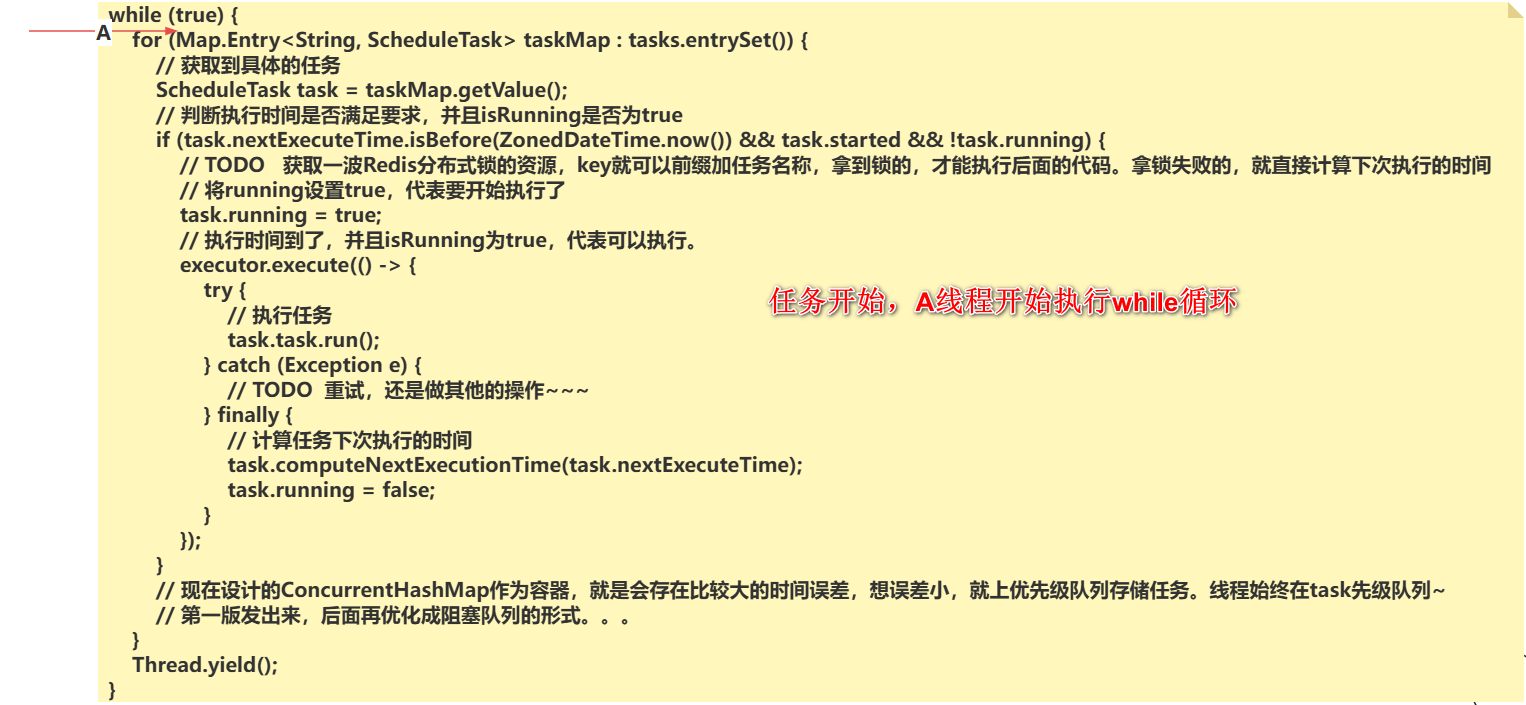 while (true) {
A
for (Map.Entry<String, ScheduleTask> taskMap : tasks.entrySet()) {
// 获取到具体的任务
ScheduleTask task = taskMap.getValue();
// 判断执行时间是否满足要求，并且isRunning是否为true
if (task.nextExecuteTime.isBefore(ZonedDateTime.now()) && task.started && !task.running) {
// TODO 获取一波Redis分布式锁的资源，key就可以前缀加任务名称，拿到锁的，才能执行后面的代码。拿锁失败的，就直接计算下次执行的时间
// 将running设置true，代表要开始执行了
task.running = true;
// 执行时间到了，并且isRunning为true，代表可以执行。
executor.execute(() -> {
try {
任务开始，A线程开始执行while循环
// 执行任务
task.task.run();
} catch (Exception e) {
// TODO 重试，还是做其他的操作~~~
} finally {
// 计算任务下次执行的时间
task.computeNextExecutionTime(task.nextExecuteTime);
task.running = false;
}
});
}
// 现在设计的ConcurrentHashMap作为容器，就是会存在比较大的时间误差，想误差小，就上优先级队列存储任务。线程始终在task先级队列~
// 第一版发出来，后面再优化成阻塞队列的形式。。。
}
Thread.yield();
}